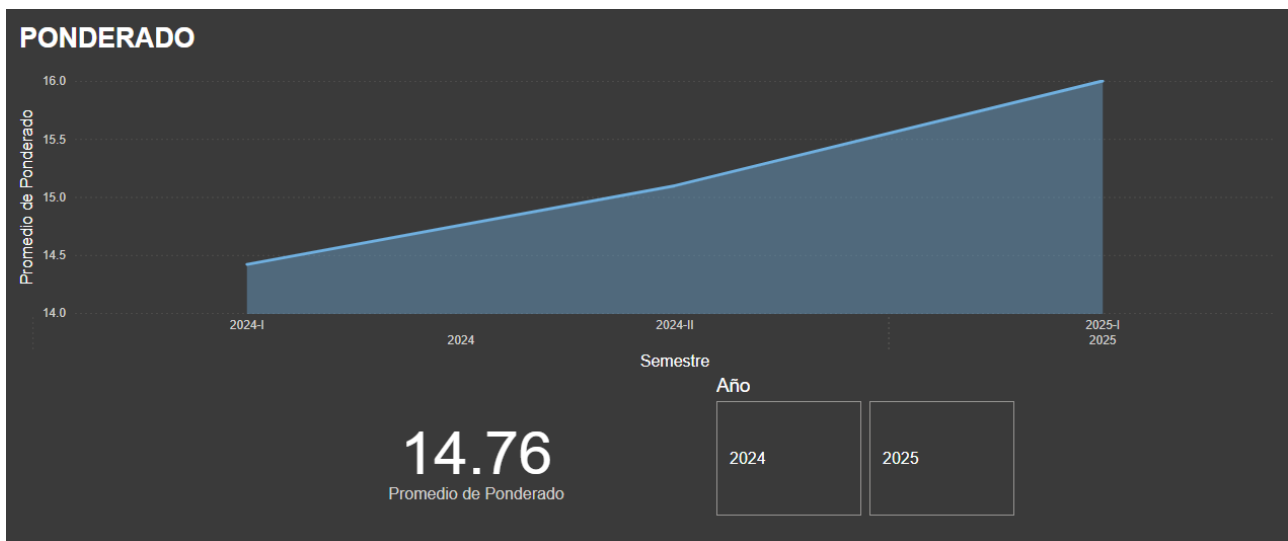 PONDERADO
Promedio de Ponderado
16.0
15.5
15.0
14.5
14.0
2024-I
2024-II
2025-I
2024
2025
Semestre
Año
14.76
Promedio de Ponderado
2024
2025